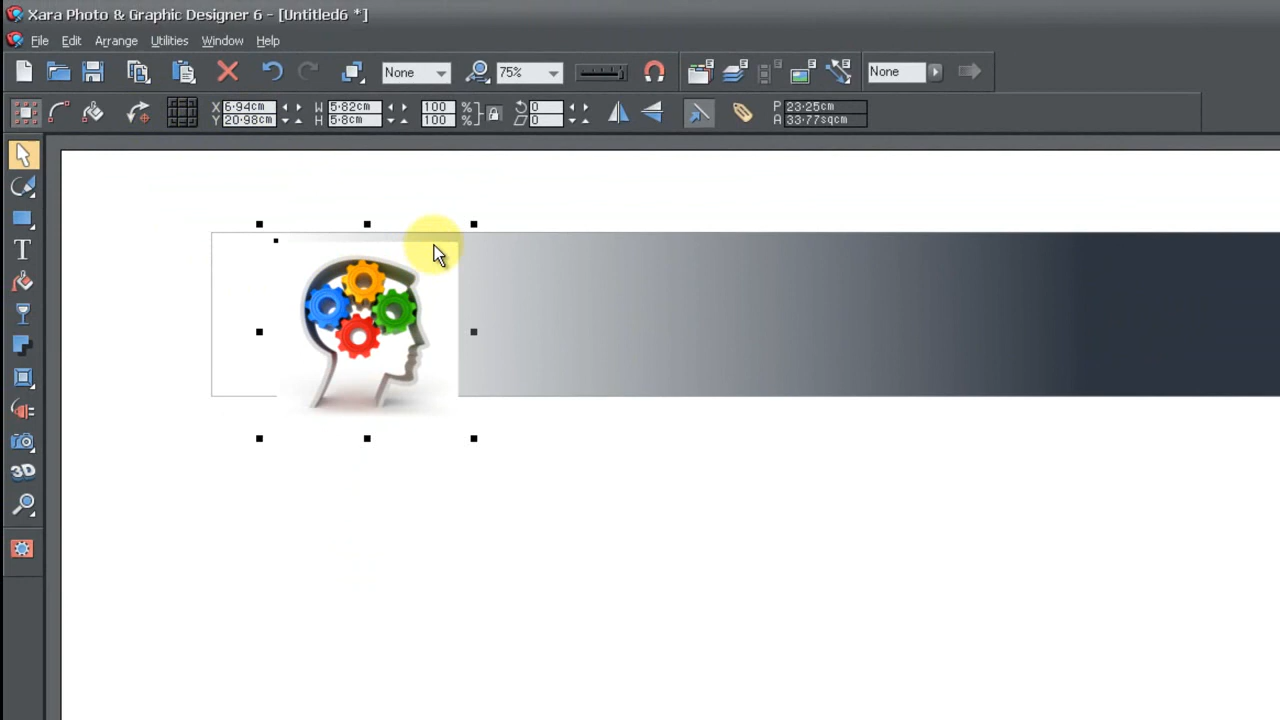 Xara Photo & Graphic Designer 6 - [Untitled6 *]
File Edit Arrange Utilities Window Help
None 75% None
X 6.94cm W 5.82cm 100 % 0 P 23.25cm
Y 20.98cm H 5.8cm 100 % 0 A 33.77sqcm
T
3D